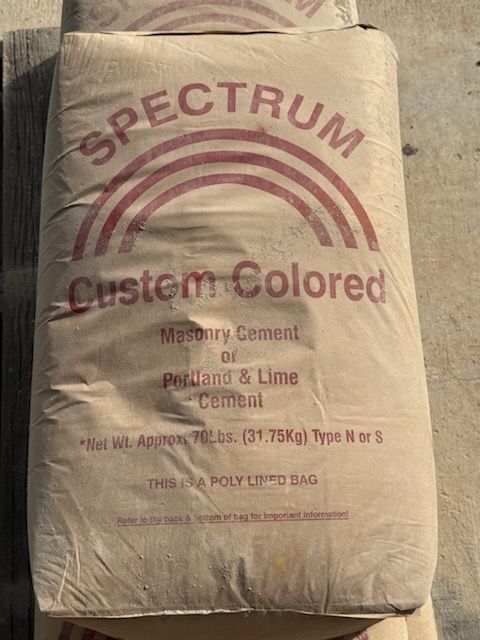 SPECTRUM
Custom Colored
Masonry Cement
or
Portland & Lime
Cement
*Net Wt. Approx. 70Lbs. (31.75Kg) Type N or S
THIS IS A POLY LINED BAG
Refer to the back & bottom of bag for important information!